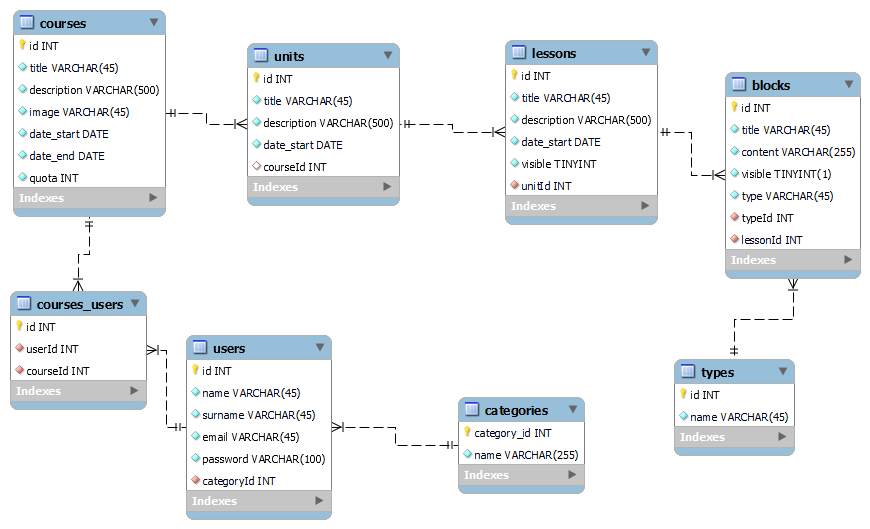 courses
id INT
title VARCHAR(45)
description VARCHAR(500)
image VARCHAR(45)
date_start DATE
date_end DATE
quota INT
Indexes
units
id INT
title VARCHAR(45)
description VARCHAR(500)
date_start DATE
courseId INT
Indexes
lessons
id INT
title VARCHAR(45)
description VARCHAR(500)
date_start DATE
visible TINYINT
unitId INT
Indexes
blocks
id INT
title VARCHAR(45)
content VARCHAR(255)
visible TINYINT(1)
type VARCHAR(45)
typeId INT
lessonId INT
Indexes
courses_users
id INT
userId INT
courseId INT
Indexes
users
id INT
name VARCHAR(45)
surname VARCHAR(45)
email VARCHAR(45)
password VARCHAR(100)
categoryId INT
Indexes
categories
category_id INT
name VARCHAR(255)
Indexes
types
id INT
name VARCHAR(45)
Indexes